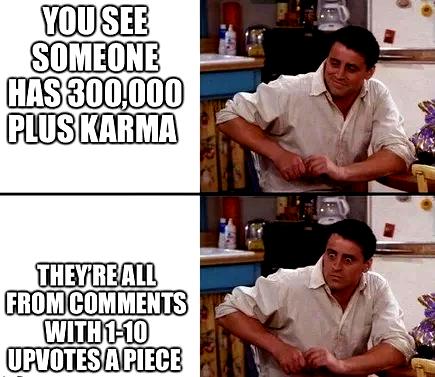 YOU SEE
SOMEONE
HAS 300,000
PLUS KARMA
THEY'RE ALL
FROM COMMENTS
WITH 1-10
UPVOTES A PIECE